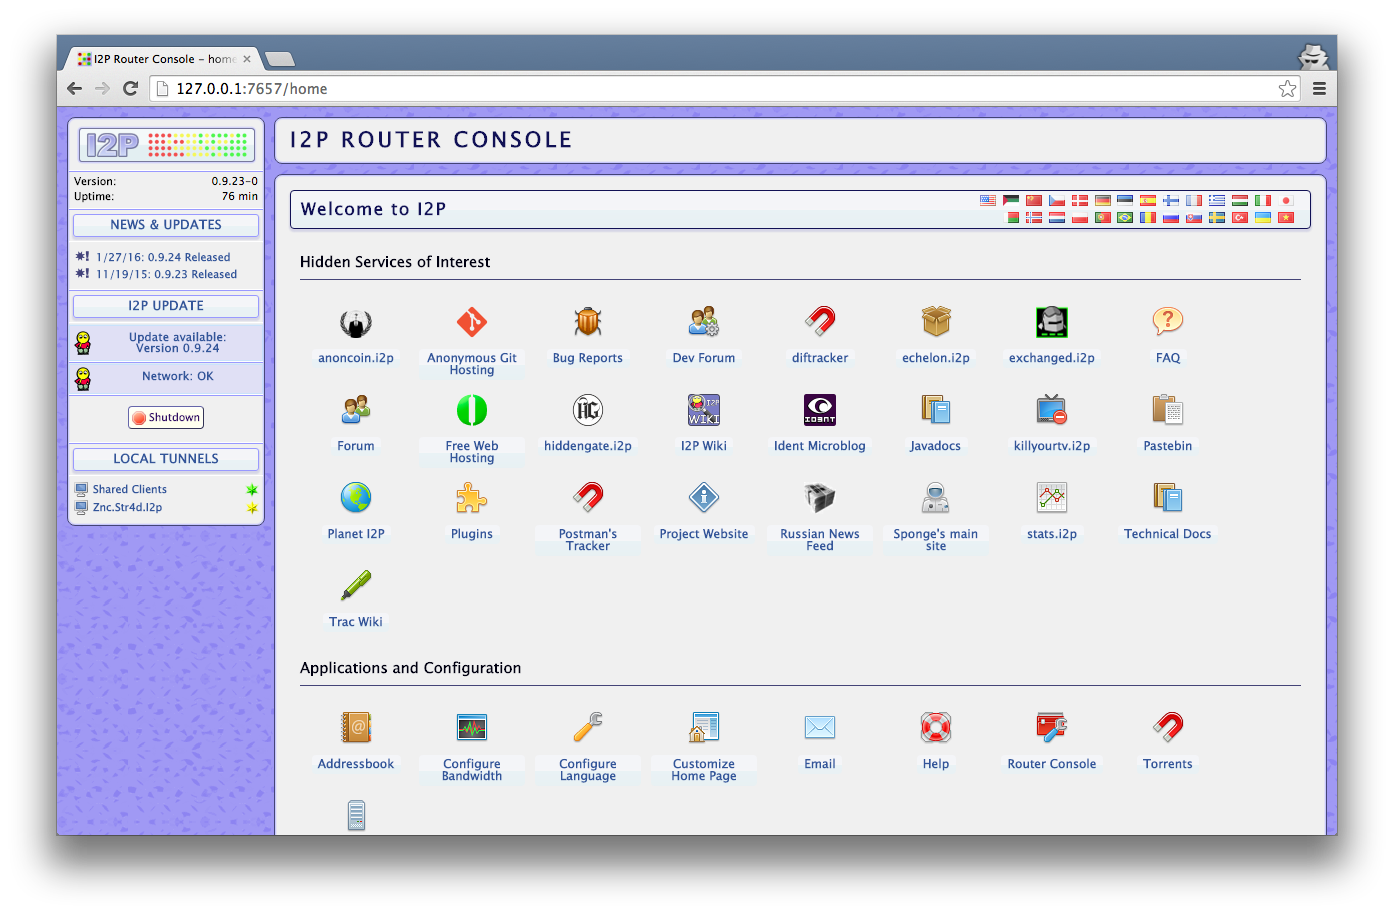 I2P Router Console – home
127.0.0.1:7657/home
I2P
I2P ROUTER CONSOLE
Version: 0.9.23-0
Uptime: 76 min
NEWS & UPDATES
1/27/16: 0.9.24 Released
11/19/15: 0.9.23 Released
I2P UPDATE
Update available:
Version 0.9.24
Network: OK
Shutdown
LOCAL TUNNELS
Shared Clients
Znc.Str4d.I2p
Welcome to I2P
Hidden Services of Interest
anoncoin.i2p
Anonymous Git
Hosting
Bug Reports
Dev Forum
diftracker
echelon.i2p
exchanged.i2p
FAQ
Forum
Free Web
Hosting
HG
hiddengate.i2p
I2P
WIKI
I2P Wiki
ID3NT
Ident Microblog
Javadocs
killyourtv.i2p
Pastebin
Planet I2P
Plugins
Postman's
Tracker
Project Website
Russian News
Feed
Sponge's main
site
stats.i2p
Technical Docs
Trac Wiki
Applications and Configuration
Addressbook
Configure
Bandwidth
Configure
Language
Customize
Home Page
Email
Help
Router Console
Torrents